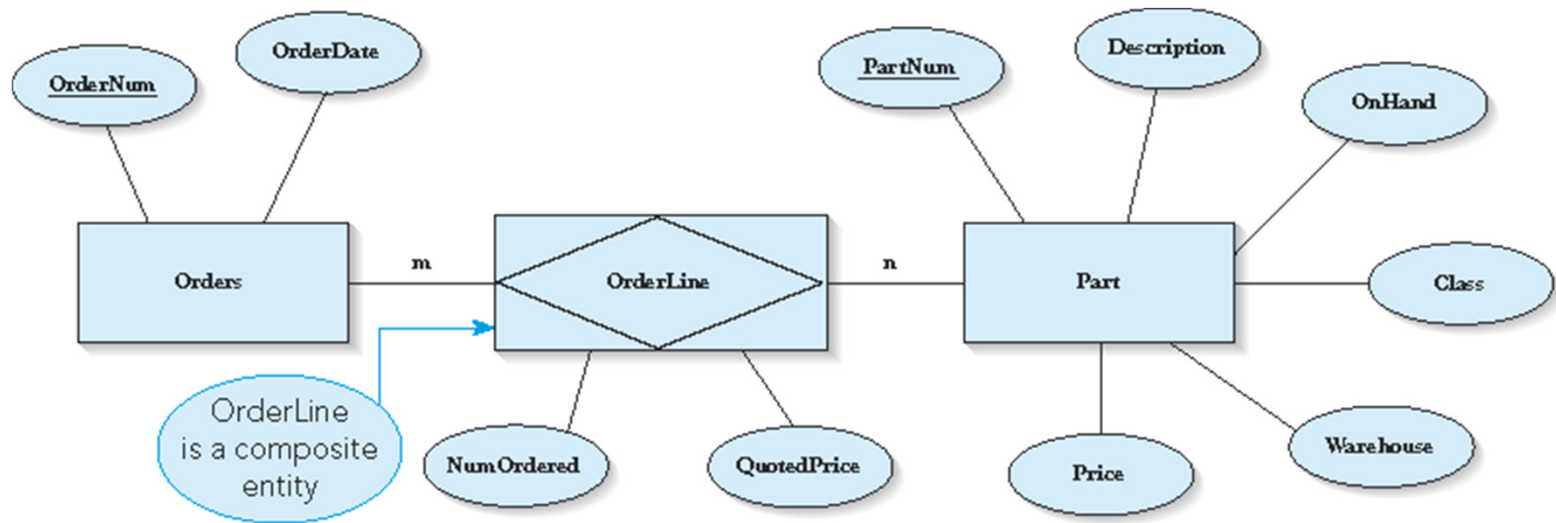 OrderNum
OrderDate
PartNum
Description
OnHand
Orders
m
OrderLine
n
Part
Class
OrderLine
is a composite
entity
NumOrdered
QuotedPrice
Price
Warehouse